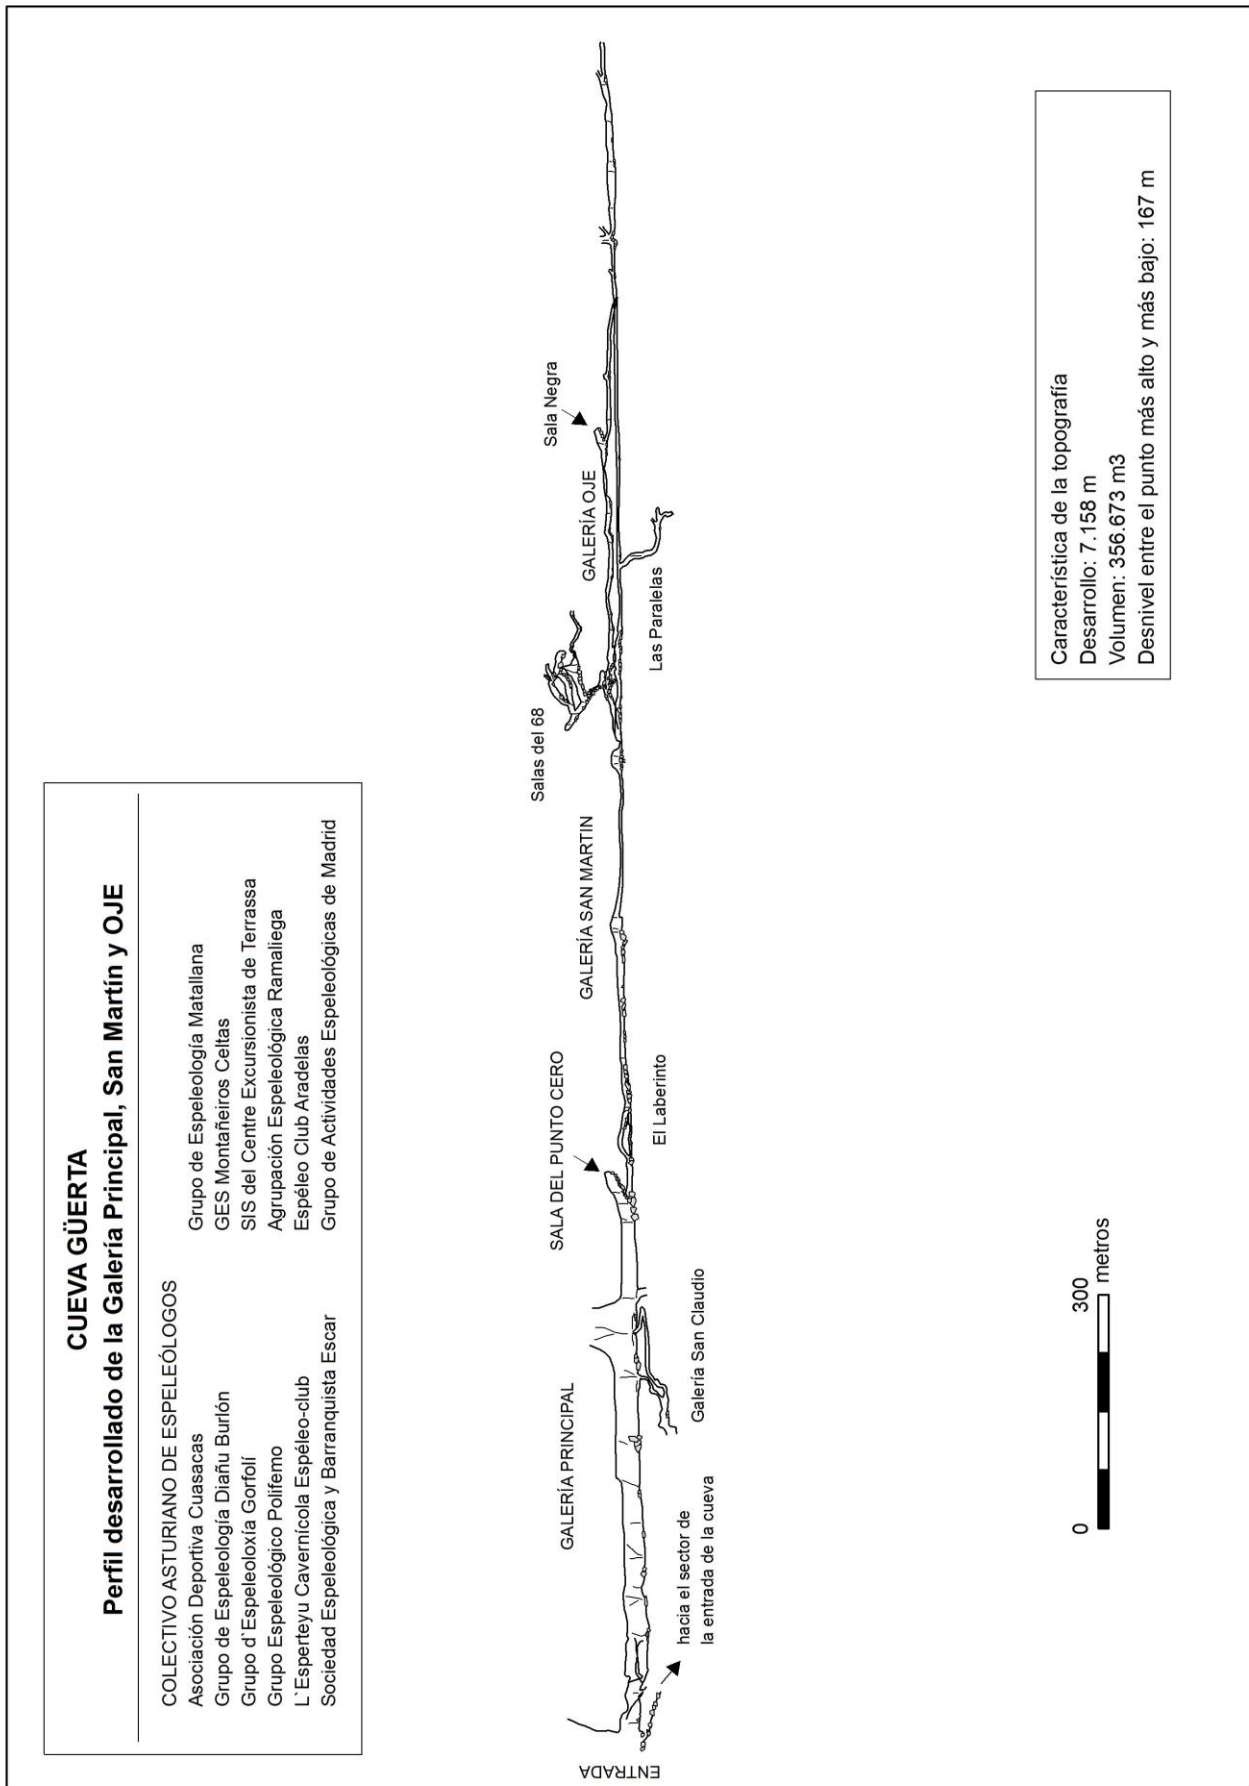 CUEVA GÜERTA
Perfil desarrollado de la Galería Principal, San Martín y OJE
COLECTIVO ASTURIANO DE ESPELEÓLOGOS
Asociación Deportiva Cuasacas
Grupo de Espeleología Diañu Burlón
Grupo d`Espeleoloxía Gorfolí
Grupo Espeleológico Polifemo
L`Esperteyu Cavernícola Espéleo-club
Sociedad Espeleológica y Barranquista Escar
Grupo de Espeleología Matallana
GES Montañeiros Celtas
SIS del Centre Excursionista de Terrassa
Agrupación Espeleológica Ramaliega
Espéleo Club Aradelas
Grupo de Actividades Espeleológicas de Madrid
ENTRADA
GALERÍA PRINCIPAL
hacia el sector de
la entrada de la cueva
Galería San Claudio
SALA DEL PUNTO CERO
El Laberinto
GALERÍA SAN MARTIN
Salas del 68
Las Paralelas
GALERÍA OJE
Sala Negra
0
300
metros
Característica de la topografía
Desarrollo: 7.158 m
Volumen: 356.673 m3
Desnivel entre el punto más alto y más bajo: 167 m